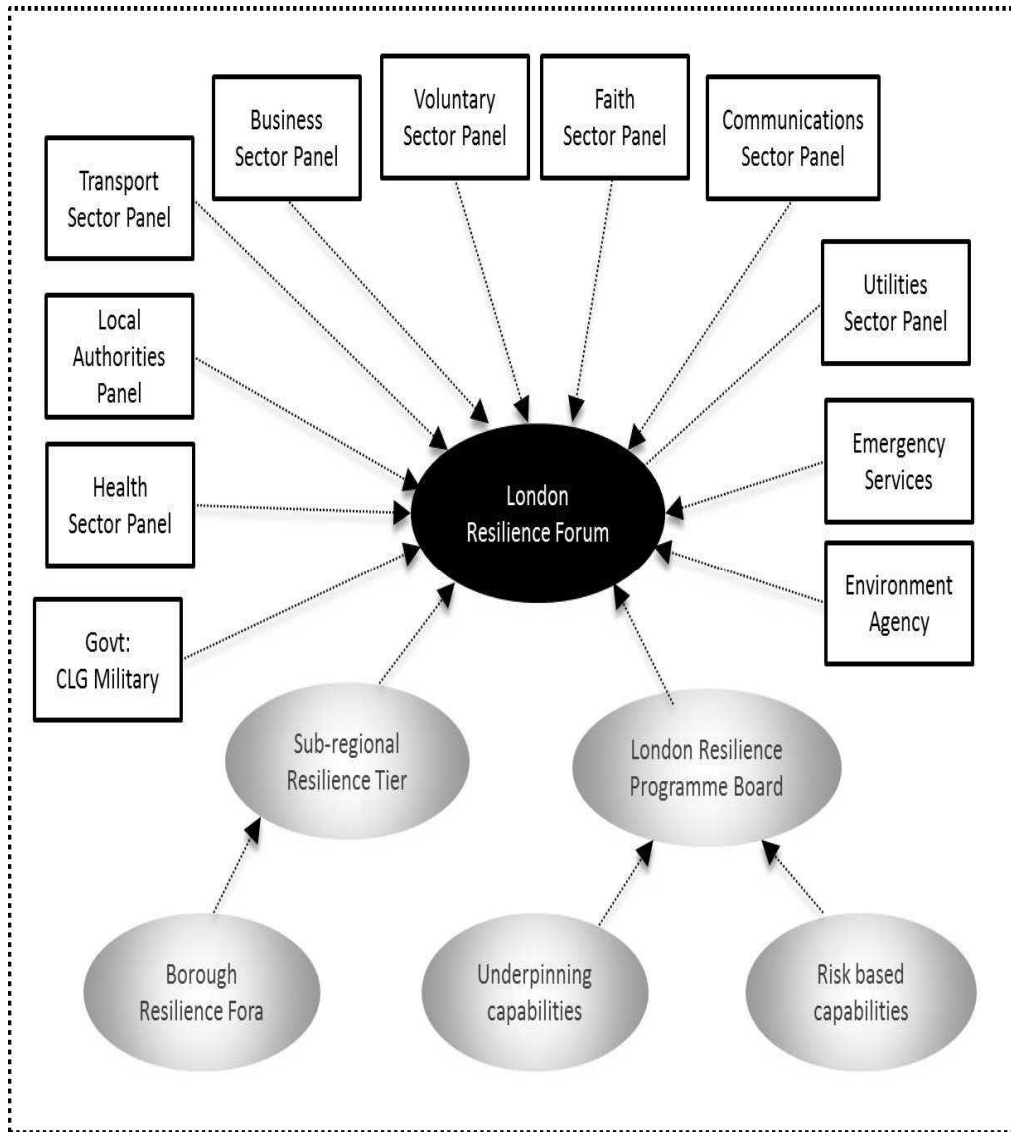 Business
Sector Panel
Voluntary
Sector Panel
Faith
Sector Panel
Communications
Sector Panel
Transport
Sector Panel
Utilities
Sector Panel
Local
Authorities
Panel
Emergency
Services
Health
Sector Panel
London
Resilience Forum
Environment
Agency
Govt:
CLG Military
Sub-regional
Resilience Tier
London Resilience
Programme Board
Borough
Resilience Fora
Underpinning
capabilities
Risk based
capabilities